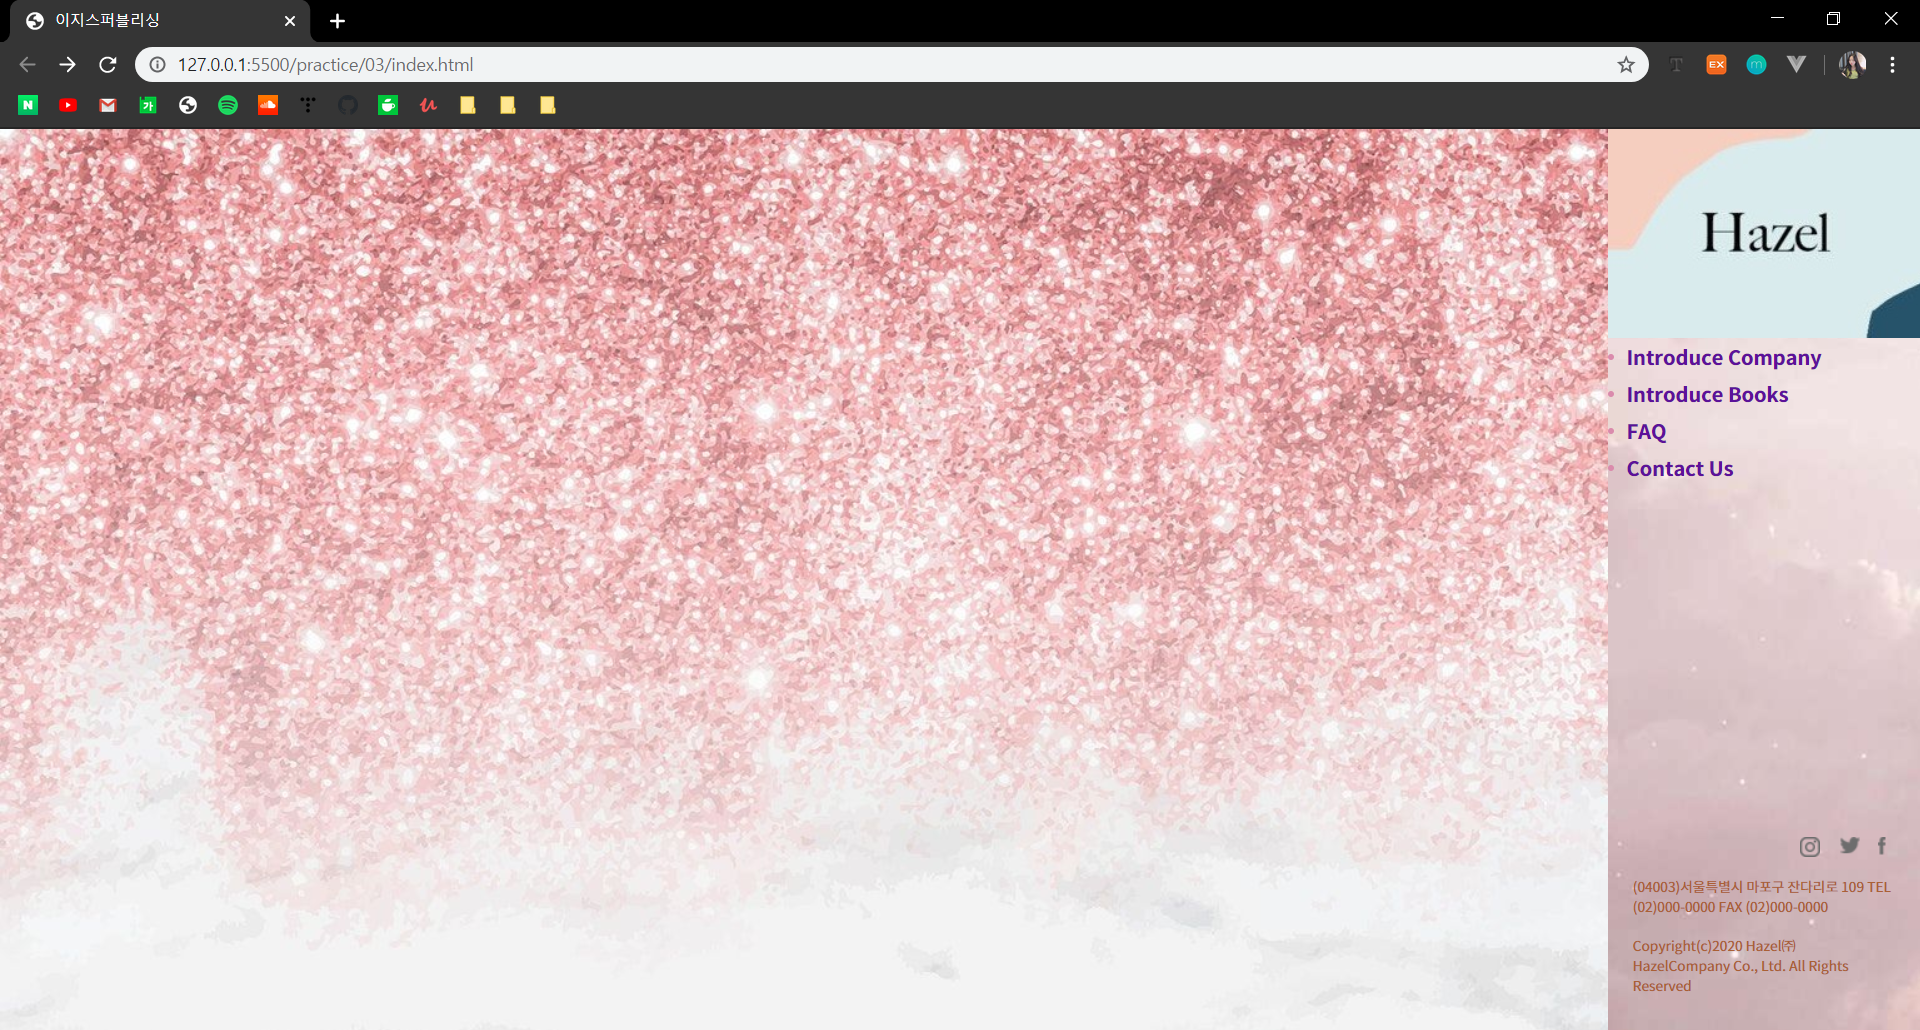 이지스퍼블리싱
127.0.0.1:5500/practice/03/index.html
EX
Hazel
Introduce Company
Introduce Books
FAQ
Contact Us
(04003)서울특별시 마포구 잔다리로 109 TEL
(02)000-0000 FAX (02)000-0000
Copyright(c)2020 Hazel㈜
HazelCompany Co., Ltd. All Rights
Reserved